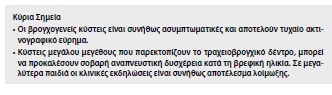 Κύρια Σημεία
• Οι βρογχογενείς κύστεις είναι συνήθως ασυμπτωματικές και αποτελούν τυχαίο ακτι-
νογραφικό εύρημα.
• Κύστεις μεγάλου μεγέθους που παρεκτοπίζουν το τραχειοβρογχικό δέντρο, μπορεί
να προκαλέσουν σοβαρή αναπνευστική δυσχέρεια κατά τη βρεφική ηλικία. Σε μεγα-
λύτερα παιδιά οι κλινικές εκδηλώσεις είναι συνήθως αποτέλεσμα λοίμωξης.